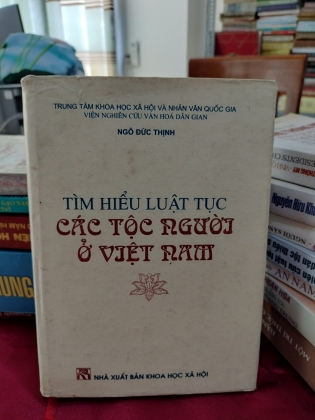 TRUNG TÂM KHOA HỌC XÃ HỘI VÀ NHÂN VĂN QUỐC GIA
VIỆN NGHIÊN CỨU VĂN HOÁ DÂN GIAN
NGÔ ĐỨC THỊNH
TÌM HIỂU LUẬT TỤC
CÁC TỘC NGƯỜI
Ở VIỆT NAM
NHÀ XUẤT BẢN KHOA HỌC XÃ HỘI